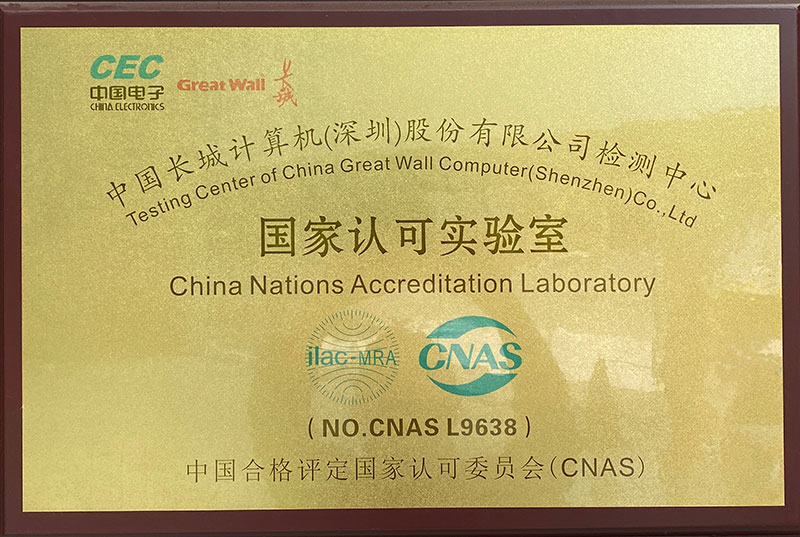 CEC
中国电子
CHINA ELECTRONICS
Great Wall 长城
中国长城计算机(深圳)股份有限公司检测中心
Testing Center of China Great Wall Computer(Shenzhen)Co.,Ltd
国家认可实验室
China Nations Accreditation Laboratory
ilac-MRA
CNAS
(NO.CNAS L9638)
中国合格评定国家认可委员会(CNAS)